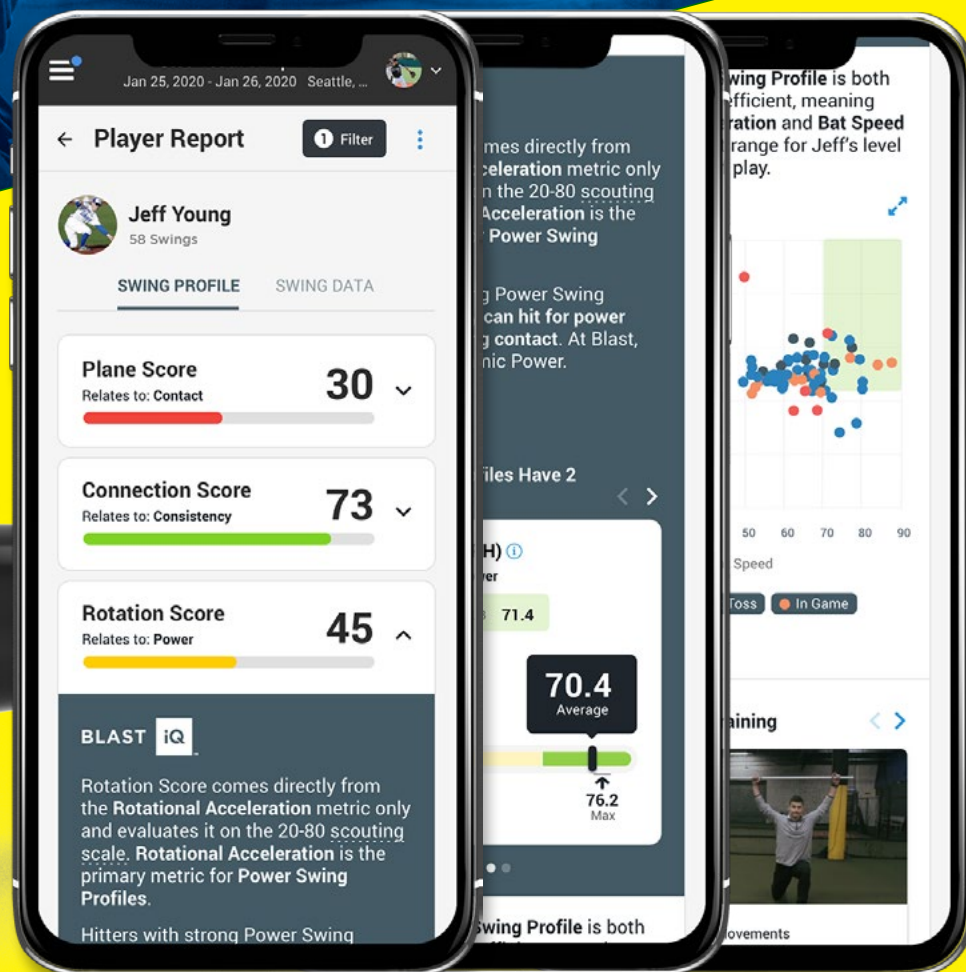 Jan 25, 2020 - Jan 26, 2020 Seattle, ...
Player Report
1 Filter
Jeff Young
58 Swings
SWING PROFILE SWING DATA
Plane Score
Relates to: Contact
30
Connection Score
Relates to: Consistency
73
Rotation Score
Relates to: Power
45
BLAST iQ
Rotation Score comes directly from
the Rotational Acceleration metric only
and evaluates it on the 20-80 scouting
scale. Rotational Acceleration is the
primary metric for Power Swing
Profiles.
Hitters with strong Power Swing
mes directly from
celeration metric only
n the 20-80 scouting
Acceleration is the
Power Swing
g Power Swing
can hit for power
g contact. At Blast,
mic Power.
files Have 2
H)
er
71.4
70.4
Average
76.2
Max
Swing Profile is both
wing Profile is both
efficient, meaning
ration and Bat Speed
range for Jeff's level
play.
50 60 70 80 90
Speed
Toss In Game
aining
ovements